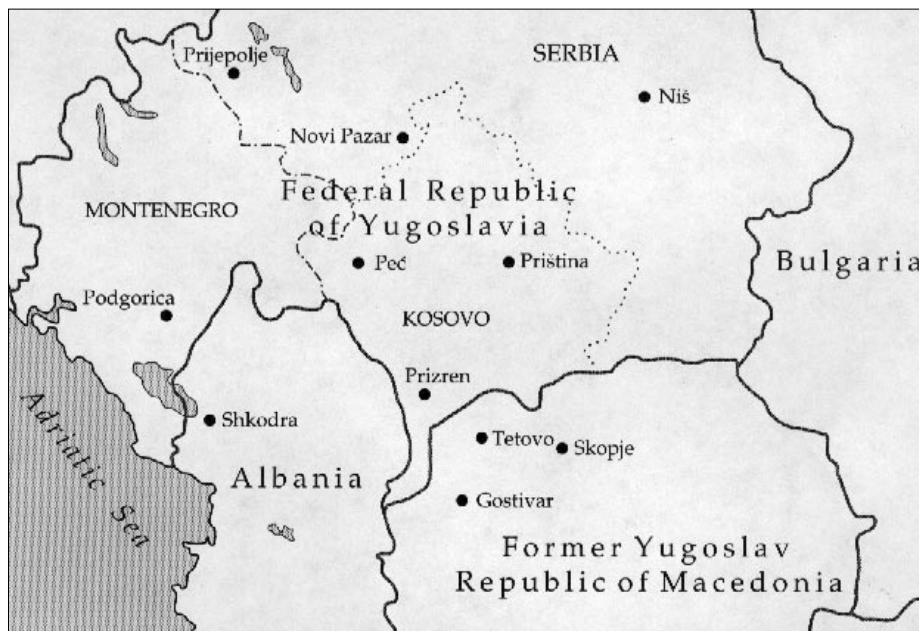 Prijepolje
SERBIA
Niš
Novi Pazar
Federal Republic
of Yugoslavia
MONTENEGRO
Peć
Priština
Bulgaria
Podgorica
KOSOVO
Prizren
Adriatic Sea
Shkodra
Tetovo
Skopje
Albania
Gostivar
Former Yugoslav
Republic of Macedonia